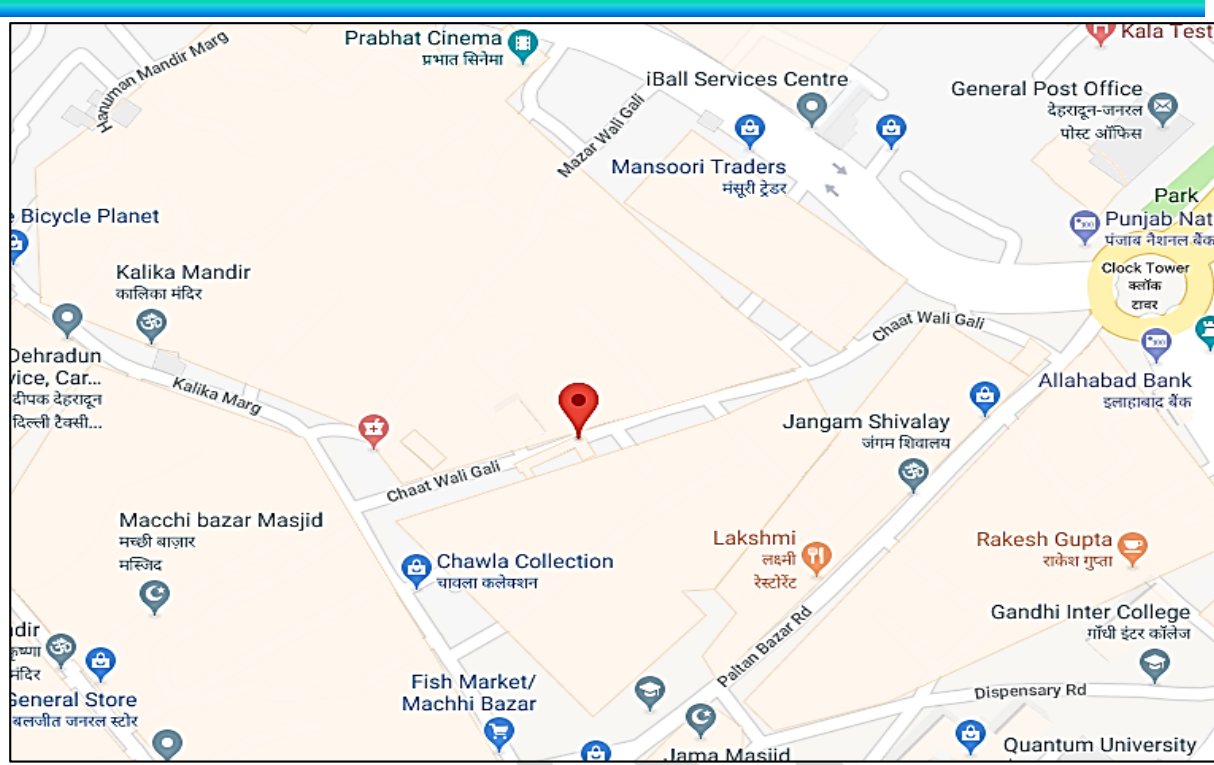 Hanuman Mandir Marg
Prabhat Cinema
प्रभात सिनेमा
Kala Test
iBall Services Centre
General Post Office
देहरादून-जनरल
पोस्ट ऑफिस
Mazar Wali Gali
Mansoori Traders
मंसूरी ट्रेडर
Park
Bicycle Planet
Punjab Nat
पंजाब नैशनल बैंक
Kalika Mandir
कालिका मंदिर
Clock Tower
क्लॉक
टावर
Chaat Wali Gali
Dehradun
vice, Car...
दीपक देहरादून
दिल्ली टैक्सी...
Kalika Marg
Allahabad Bank
इलाहाबाद बैंक
Jangam Shivalay
जंगम शिवालय
Chaat Wali Gali
Macchi bazar Masjid
मच्छी बाज़ार
मस्जिद
Lakshmi
लक्ष्मी
रेस्टोरेंट
Rakesh Gupta
राकेश गुप्ता
Chawla Collection
चावला कलेक्शन
Gandhi Inter College
गाँधी इंटर कॉलेज
Paltan Bazar Rd
dir
मंदिर
General Store
बलजीत जनरल स्टोर
Fish Market/
Machhi Bazar
Dispensary Rd
Jama Masjid
Quantum University